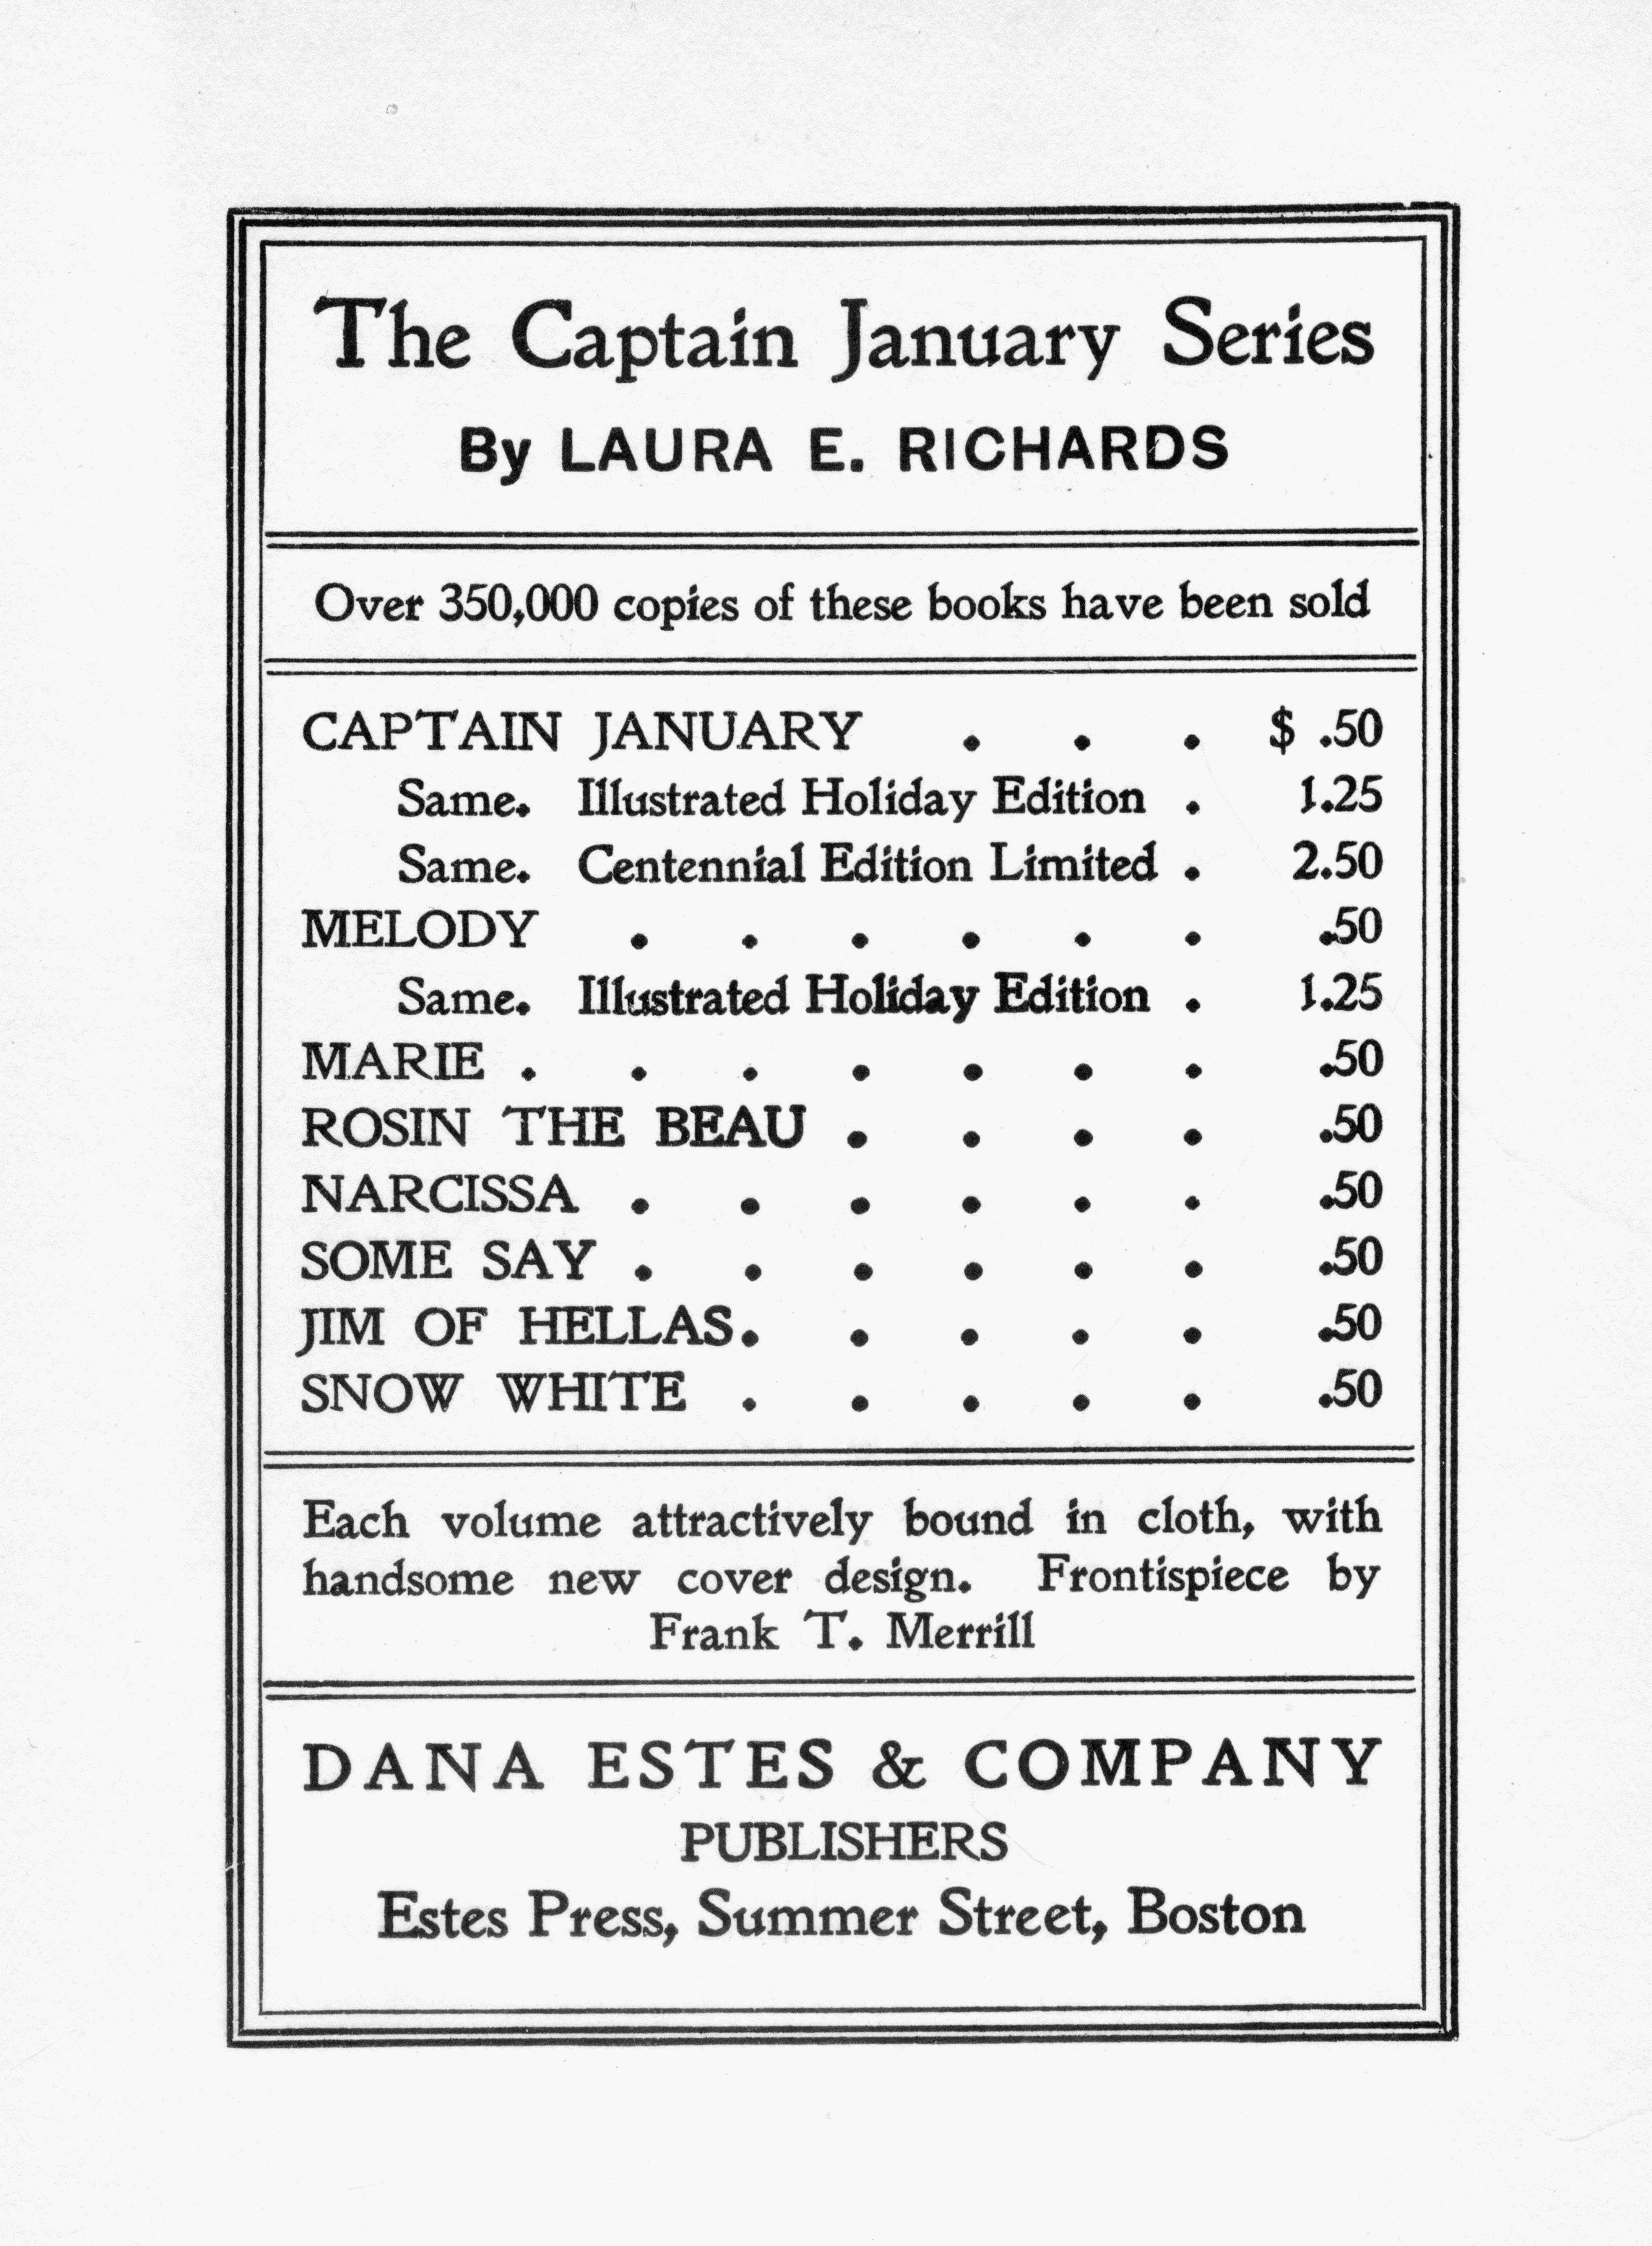 The Captain January Series
By LAURA E. RICHARDS
Over 350,000 copies of these books have been sold
CAPTAIN JANUARY . . . $ .50
Same. Illustrated Holiday Edition . 1.25
Same. Centennial Edition Limited . 2.50
MELODY . . . . . . .50
Same. Illustrated Holiday Edition . 1.25
MARIE . . . . . . . .50
ROSIN THE BEAU . . . . .50
NARCISSA . . . . . . .50
SOME SAY . . . . . . .50
JIM OF HELLAS . . . . . .50
SNOW WHITE . . . . . .50
Each volume attractively bound in cloth, with
handsome new cover design. Frontispiece by
Frank T. Merrill
DANA ESTES & COMPANY
PUBLISHERS
Estes Press, Summer Street, Boston